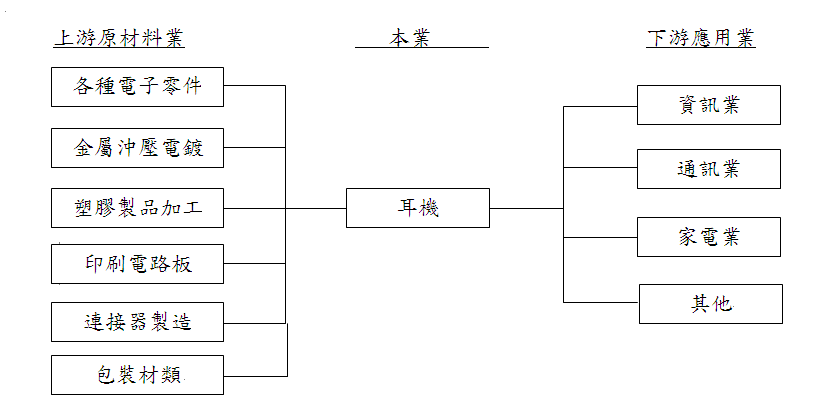 上游原材料業
本業
下游應用業
各種電子零件
金屬沖壓電鍍
塑膠製品加工
印刷電路板
連接器製造
包裝材類
耳機
資訊業
通訊業
家電業
其他